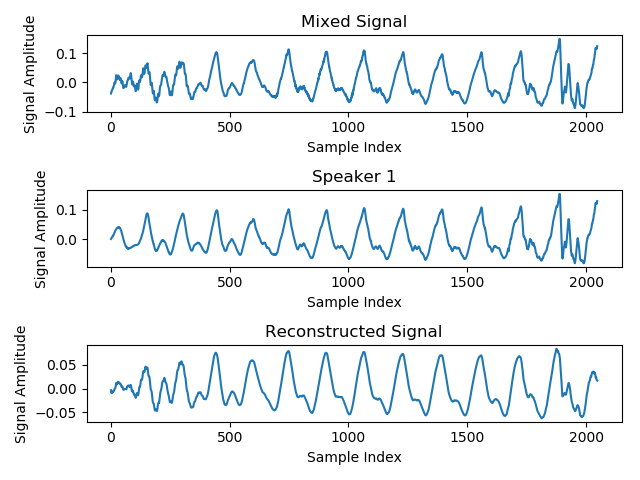 Mixed Signal
Signal Amplitude
0.1
0.0
−0.1
0 500 1000 1500 2000
Sample Index
Speaker 1
Signal Amplitude
0.1
0.0
0 500 1000 1500 2000
Sample Index
Reconstructed Signal
Signal Amplitude
0.05
0.00
−0.05
0 500 1000 1500 2000
Sample Index